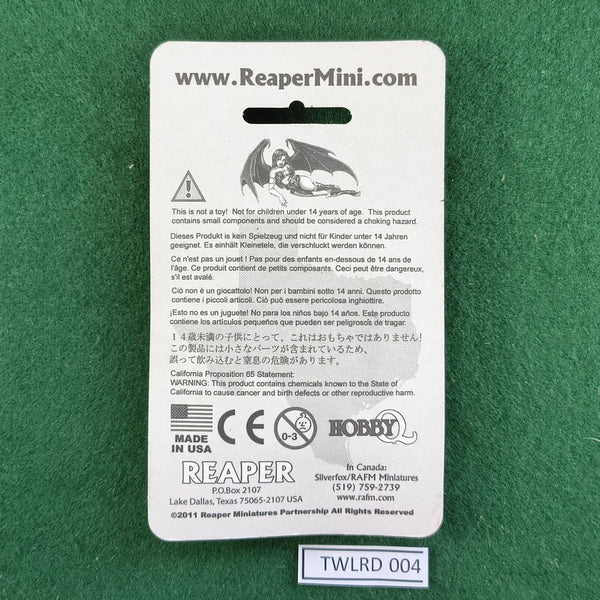 www.ReaperMini.com
This is not a toy! Not for children under 14 years of age. This product
contains small components and should be considered a choking hazard.
Dieses Produkt is kein Spielzeug und nicht für Kinder unter 14 Jahren
geeignet. Es einhält Kleinetele, die verschluckt werden können.
Ce n'est pas un jouet ! Pas pour des enfants en-dessous de 14 ans de
l'âge. Ce produit contient de petits composants. Ceci peut être dangereux,
s'il est avalé.
Ciò non è un giocattolo! Non per i bambini sotto 14 anni. Questo prodotto
contiene i piccoli articoli. Ciò può essere pericolosa inghiottire.
¡Esto no es un juguete! No para los niños bajo 14 años. Este producto
contiene los artículos pequeños que pueden ser peligrosos de tragar.
１４歳未満の子供にとって、これはおもちゃではありません!
この製品には小さなパーツが含まれているため、
誤って飲み込むと窒息の危険があります。
California Proposition 65 Statement:
WARNING: This product contains chemicals known to the State of
California to cause cancer and birth defects or other reproductive harm.
MADE
IN USA
CE
0-3
HOBBY Q
REAPER
P.O.Box 2107
Lake Dallas, Texas 75065-2107 USA
In Canada:
Silverfox/RAFM Miniatures
(519) 759-2739
www.rafm.com
©2011 Reaper Miniatures Partnership All Rights Reserved
TWLRD 004